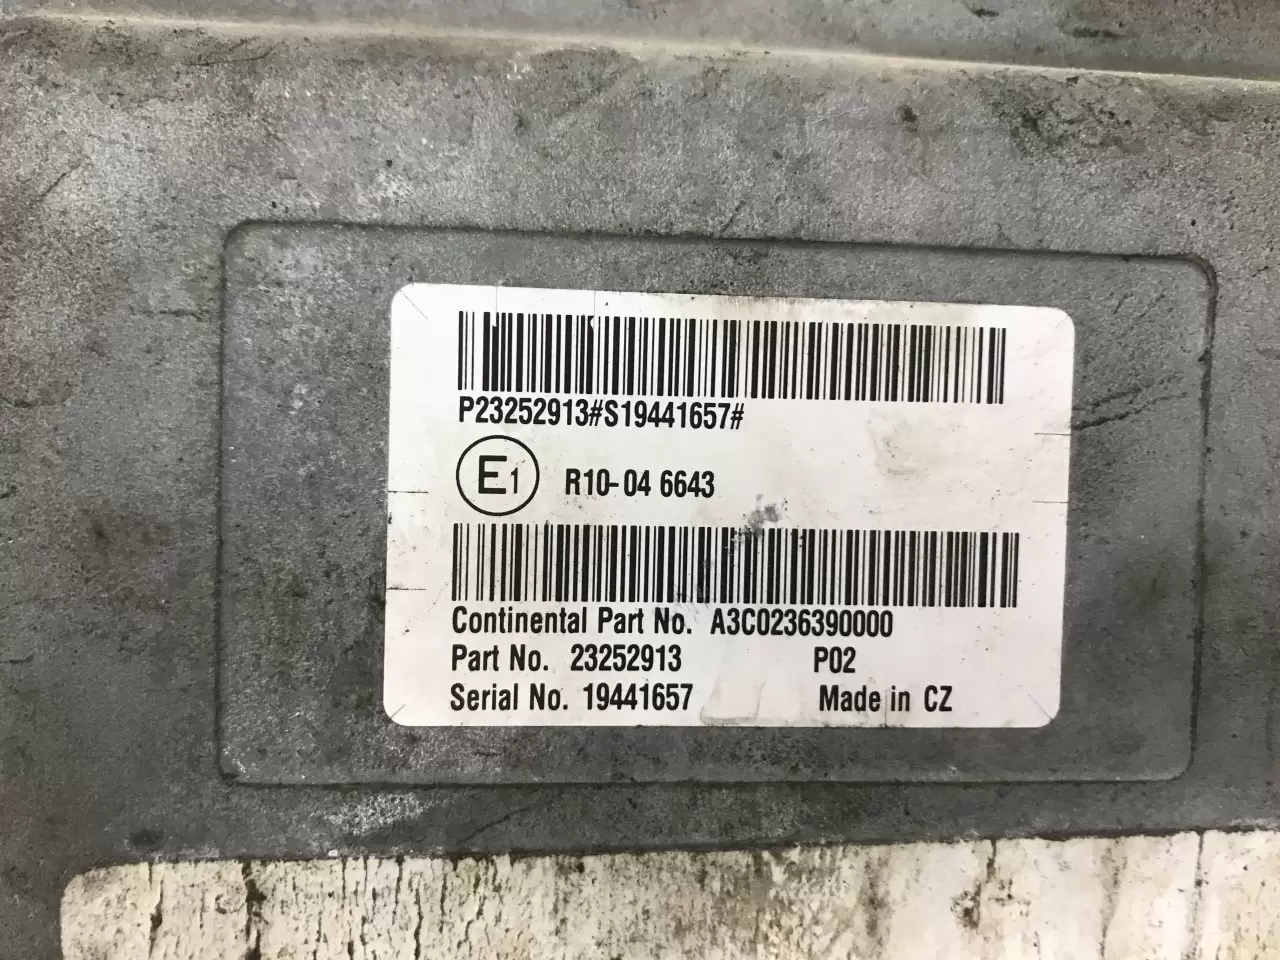 P23252913#S19441657#
E1 R10-04 6643
Continental Part No. A3C0236390000
Part No. 23252913 P02
Serial No. 19441657 Made in CZ